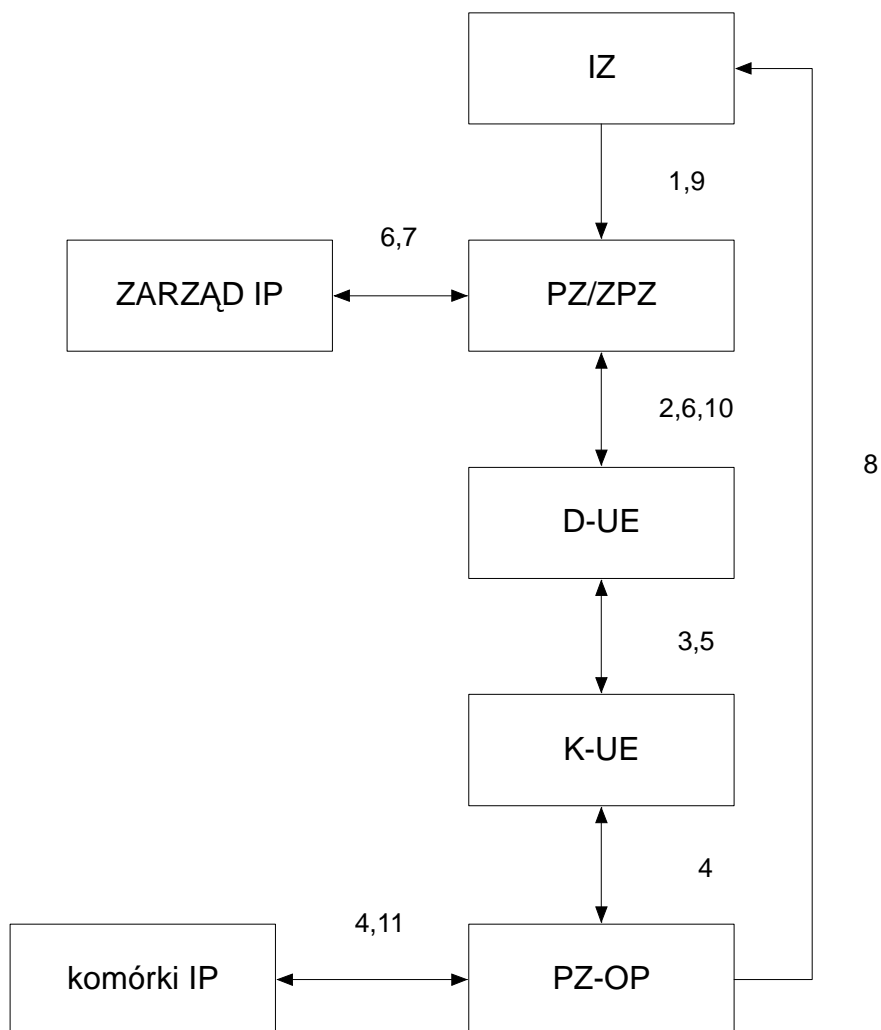 IZ
1,9
6,7
ZARZĄD IP
PZ/ZPZ
2,6,10
8
D-UE
3,5
K-UE
4
4,11
komórki IP
PZ-OP